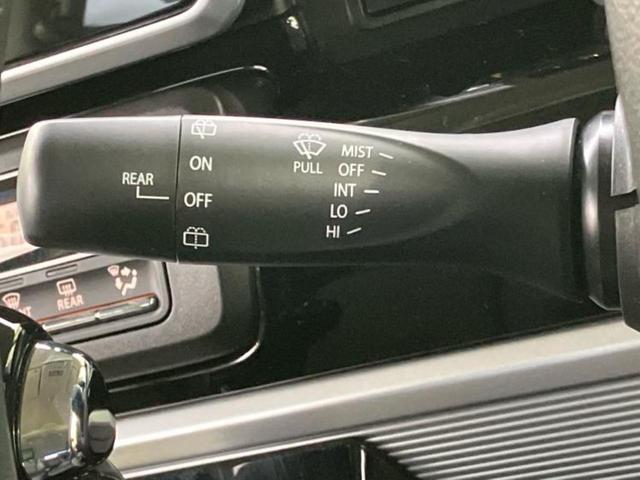 ON
REAR
OFF
PULL
MIST
OFF
INT
LO
HI
REAR